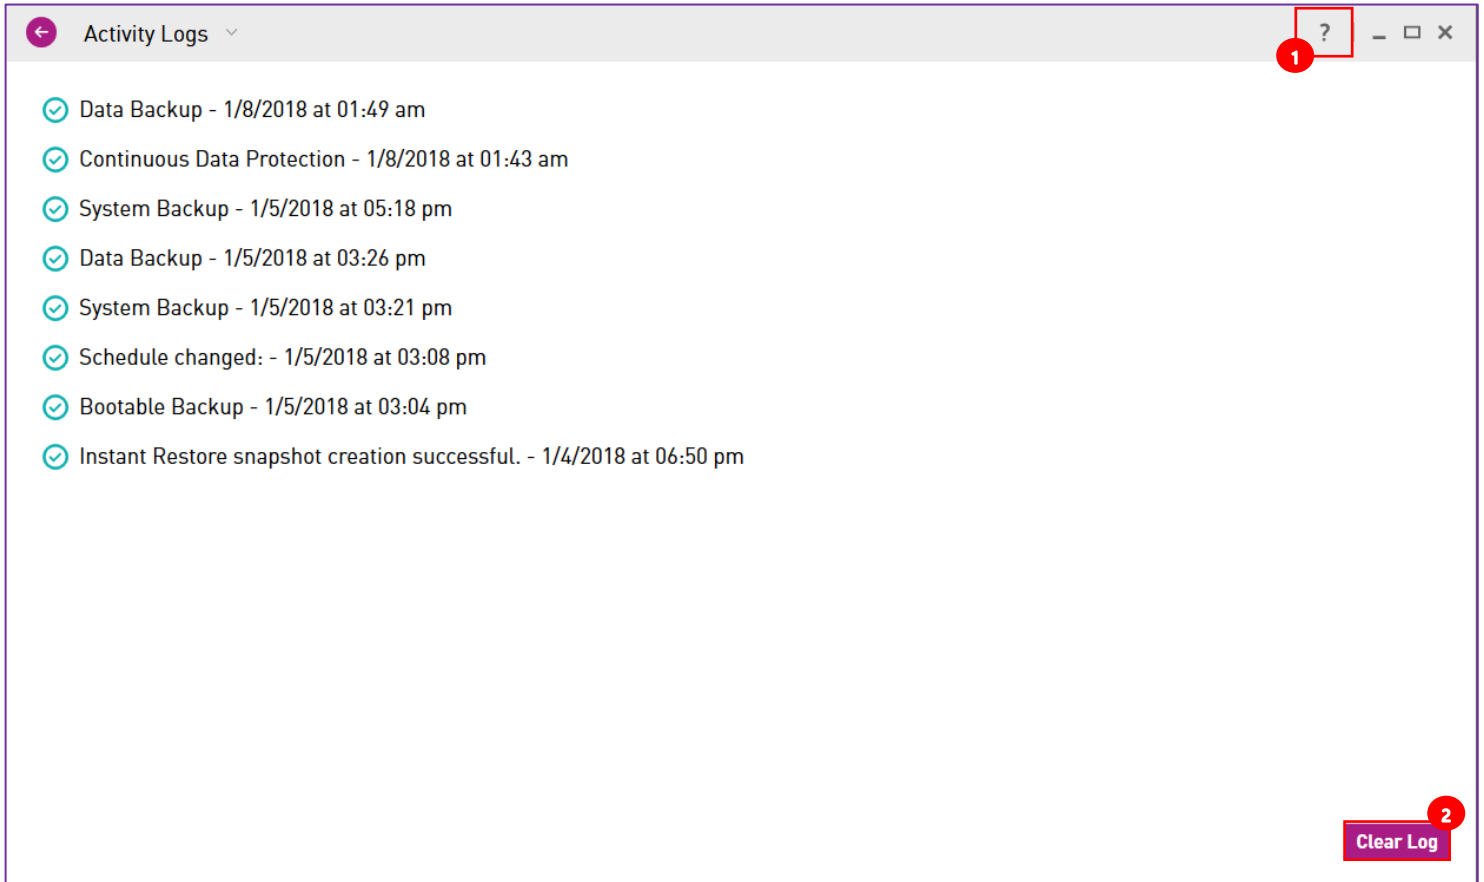 Activity Logs
?
1
Data Backup - 1/8/2018 at 01:49 am
Continuous Data Protection - 1/8/2018 at 01:43 am
System Backup - 1/5/2018 at 05:18 pm
Data Backup - 1/5/2018 at 03:26 pm
System Backup - 1/5/2018 at 03:21 pm
Schedule changed: - 1/5/2018 at 03:08 pm
Bootable Backup - 1/5/2018 at 03:04 pm
Instant Restore snapshot creation successful. - 1/4/2018 at 06:50 pm
2
Clear Log